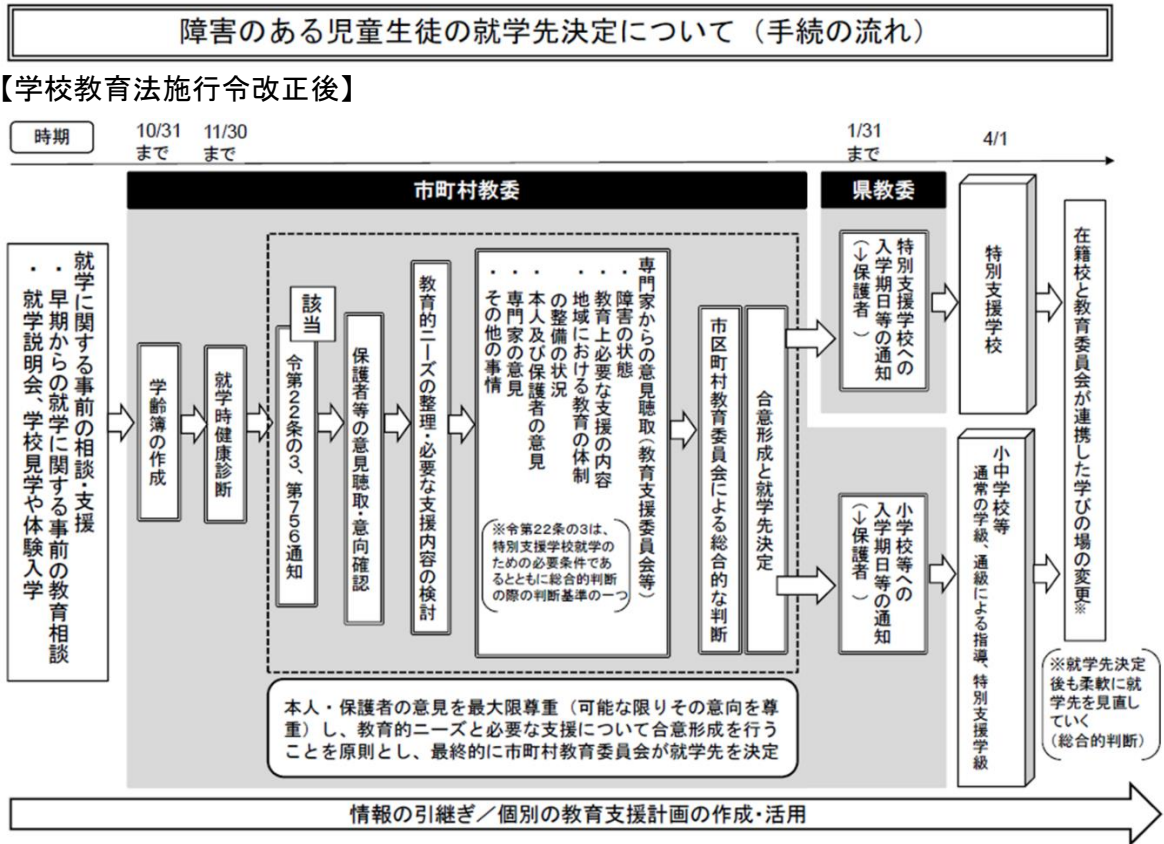 障害のある児童生徒の就学先決定について（手続の流れ）
【学校教育法施行令改正後】
時期
10/31
まで
11/30
まで
1/31
まで
4/1
市町村教委
県教委
就学に関する事前の相談・支援
・早期からの就学に関する事前の教育相談
・就学説明会、学校見学や体験入学
学齢簿の作成
就学時健康診断
該当
令第22条の3、第756通知
保護者等の意見聴取・意向確認
教育的ニーズの整理・必要な支援内容の検討
専門家からの意見聴取（教育支援委員会等）
・障害の状態
・教育上必要な支援の内容
・地域における教育の体制
の整備の状況
・本人及び保護者の意見
・専門家の意見
・その他の事情
※令第22条の3は、
特別支援学校就学の
ための必要条件であ
るとともに総合的判断
の際の判断基準の一つ
市区町村教育委員会による総合的な判断
合意形成と就学先決定
特別支援学校への
入学期日等の通知
（↓保護者）
小学校等への
入学期日等の通知
（↓保護者）
特別支援学校
小中学校等
通常の学級、通級による指導、特別支援学級
在籍校と教育委員会が連携した学びの場の変更※
※就学先決定
後も柔軟に就
学先を見直し
ていく
（総合的判断）
本人・保護者の意見を最大限尊重（可能な限りその意向を尊
重）し、教育的ニーズと必要な支援について合意形成を行う
ことを原則とし、最終的に市町村教育委員会が就学先を決定
情報の引継ぎ／個別の教育支援計画の作成・活用